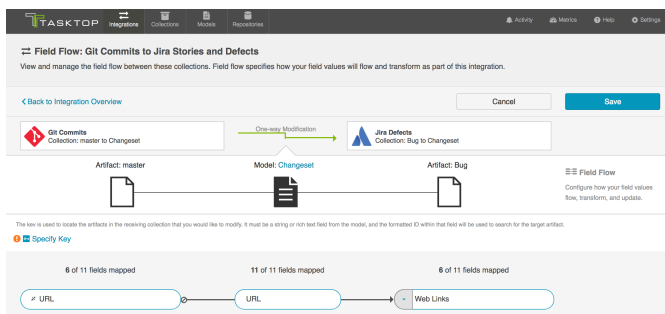 TASKTOP
Integrations
Collections
Models
Repositories
Activity
Metrics
Help
Settings
Field Flow: Git Commits to Jira Stories and Defects
View and manage the field flow between these collections. Field flow specifies how your field values will flow and transform as part of this integration.
Back to Integration Overview
Cancel
Save
Git Commits
Collection: master to Changeset
One-way Modification
Jira Defects
Collection: Bug to Changeset
Artifact: master
Model: Changeset
Artifact: Bug
Field Flow
Configure how your field values
flow, transform, and update.
The key is used to locate the artifacts in the receiving collection that you would like to modify. It must be a string or rich text field from the model, and the formatted ID within that field will be used to search for the target artifact.
Specify Key
6 of 11 fields mapped
11 of 11 fields mapped
6 of 11 fields mapped
URL
URL
Web Links